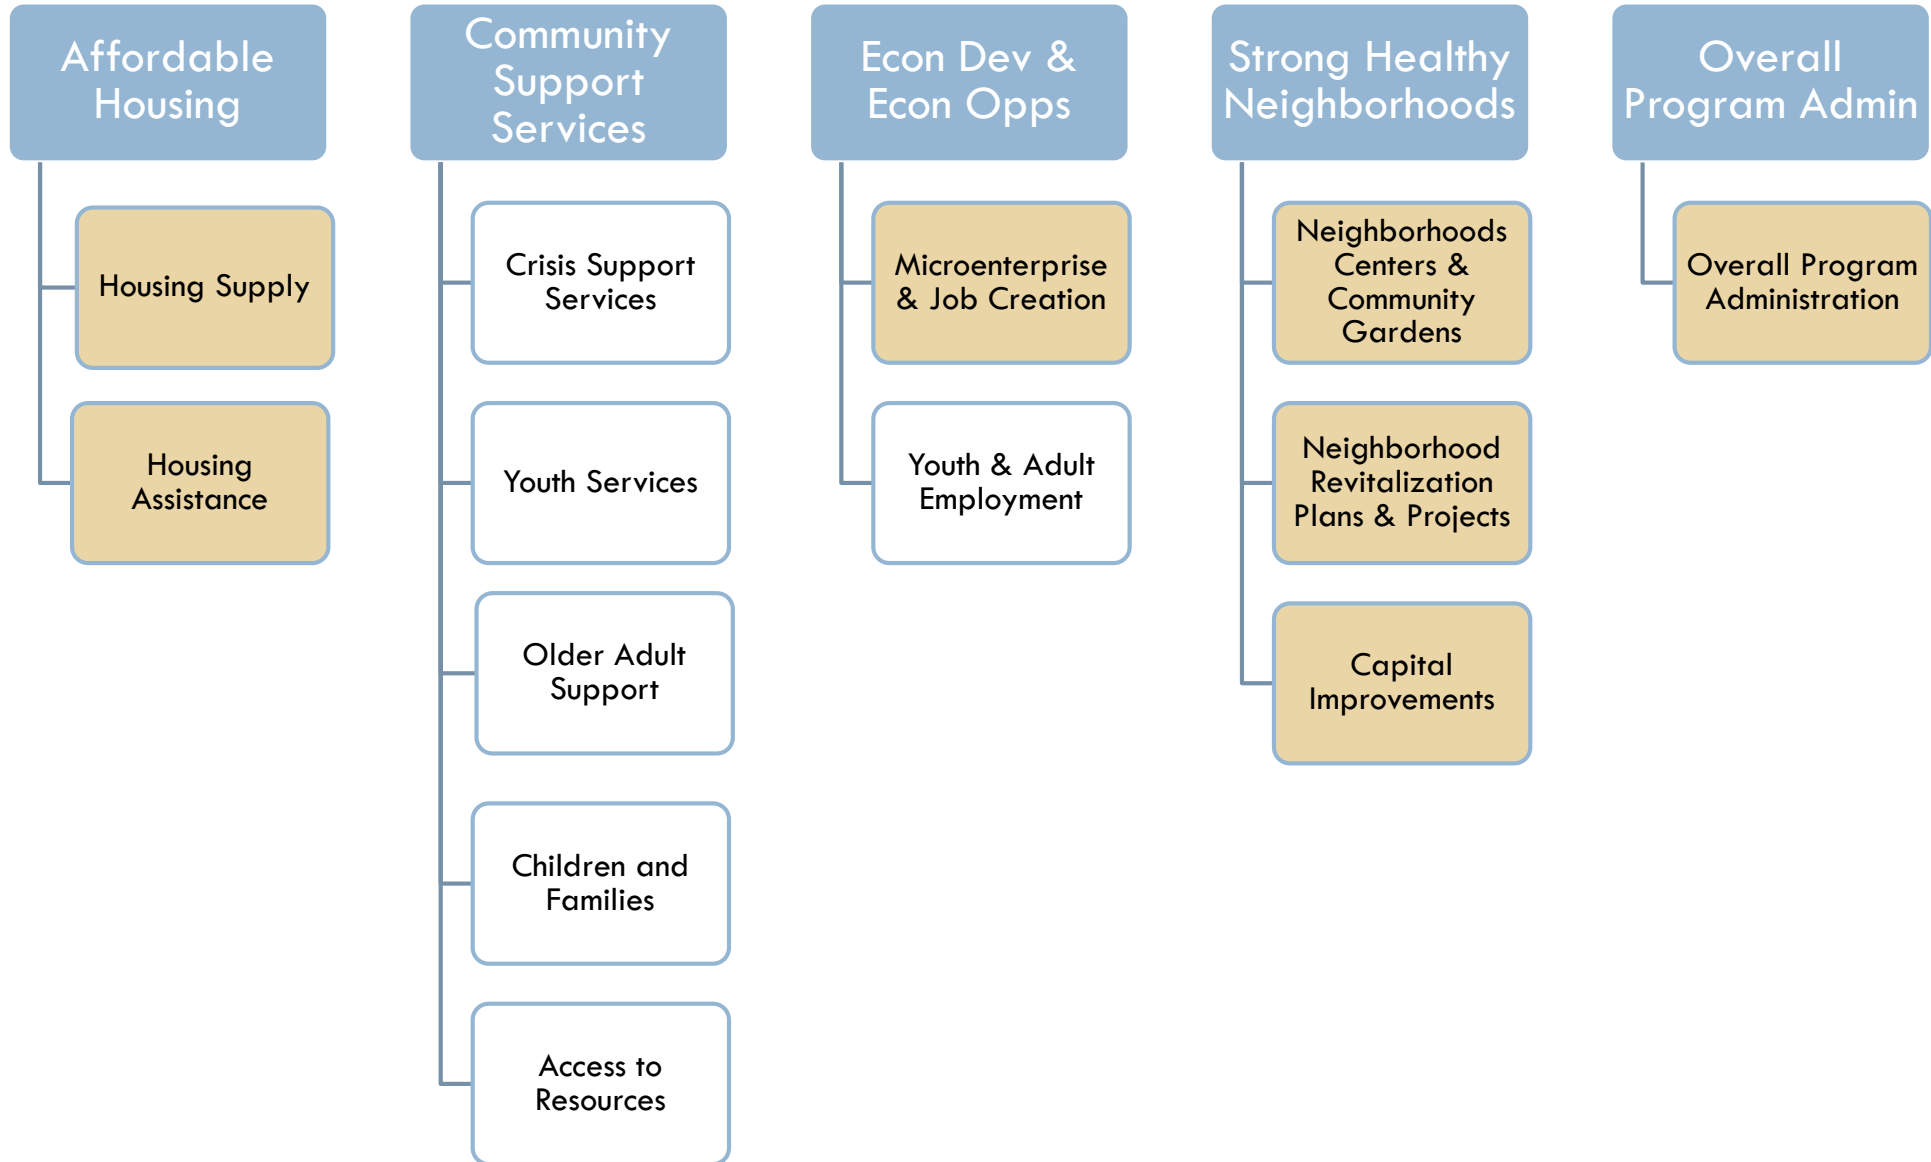 Affordable
Housing
Housing Supply
Housing
Assistance
Community
Support
Services
Crisis Support
Services
Youth Services
Older Adult
Support
Children and
Families
Access to
Resources
Econ Dev &
Econ Opps
Microenterprise
& Job Creation
Youth & Adult
Employment
Strong Healthy
Neighborhoods
Neighborhoods
Centers &
Community
Gardens
Neighborhood
Revitalization
Plans & Projects
Capital
Improvements
Overall
Program Admin
Overall Program
Administration